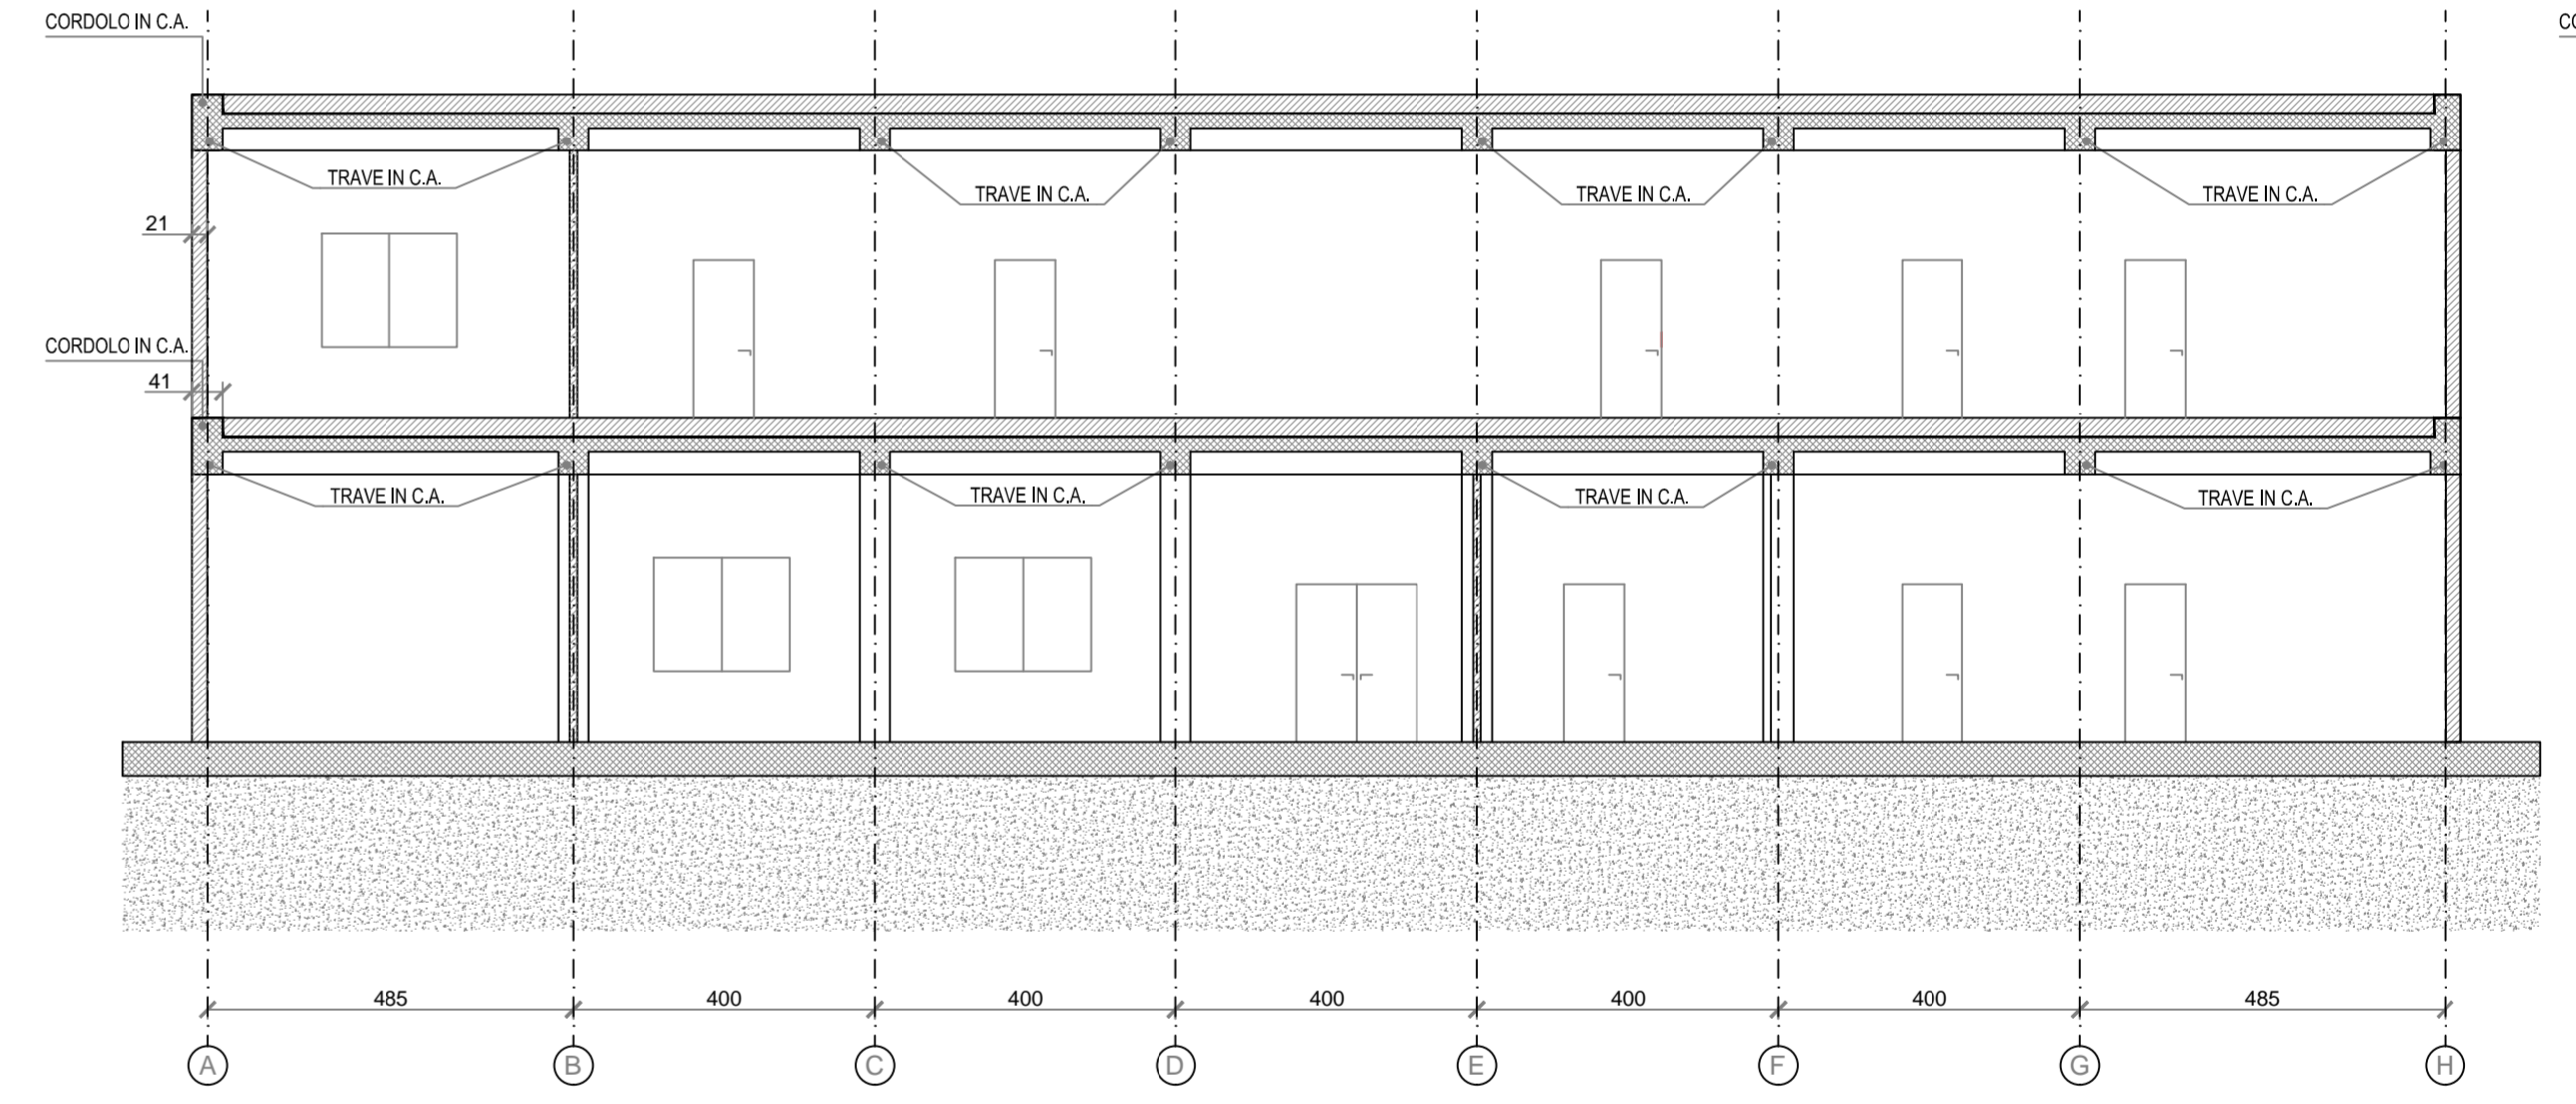 CORDOLO IN C.A.
CO
TRAVE IN C.A.
TRAVE IN C.A.
TRAVE IN C.A.
TRAVE IN C.A.
21
CORDOLO IN C.A.
41
TRAVE IN C.A.
TRAVE IN C.A.
TRAVE IN C.A.
TRAVE IN C.A.
485 400 400 400 400 400 485
A B C D E F G H